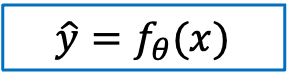 ŷ = f_θ(x)